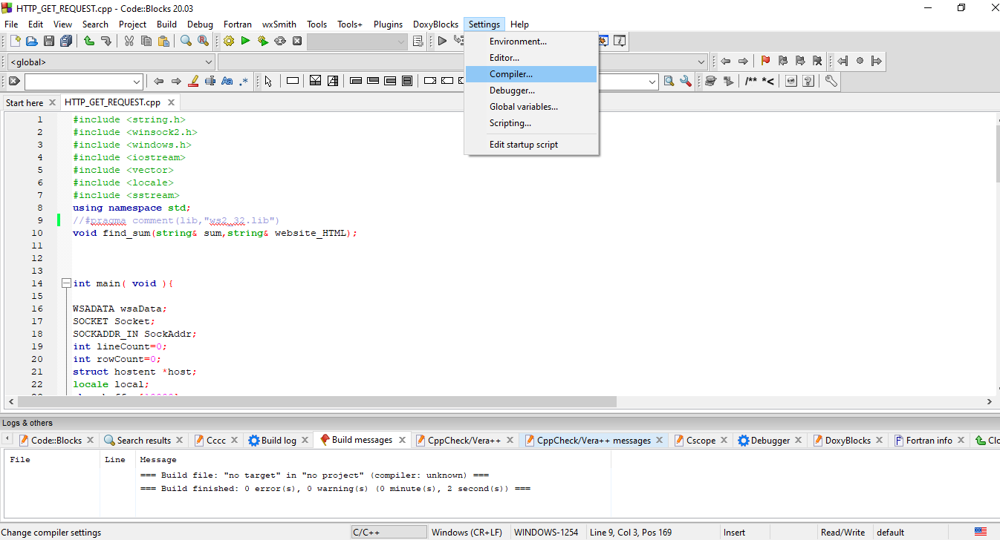 HTTP_GET_REQUEST.cpp - Code::Blocks 20.03
File Edit View Search Project Build Debug Fortran wxSmith Tools Tools+ Plugins DoxyBlocks Settings Help
Environment...
Editor...
Compiler...
Debugger...
Global variables...
Scripting...
Edit startup script
<global>
/** *<
Start here HTTP_GET_REQUEST.cpp
1 #include <string.h>
2 #include <winsock2.h>
3 #include <windows.h>
4 #include <iostream>
5 #include <vector>
6 #include <locale>
7 #include <sstream>
8 using namespace std;
9 //#pragma comment(lib,"ws2_32.lib")
10 void find_sum(string& sum,string& website_HTML);
11
12
13
14 int main( void ){
15
16 WSADATA wsaData;
17 SOCKET Socket;
18 SOCKADDR_IN SockAddr;
19 int lineCount=0;
20 int rowCount=0;
21 struct hostent *host;
22 locale local;
Logs & others
Code::Blocks Search results Cccc Build log Build messages CppCheck/Vera++ CppCheck/Vera++ messages Cscope Debugger DoxyBlocks Fortran info Clo
File Line Message
=== Build file: "no target" in "no project" (compiler: unknown) ===
=== Build finished: 0 error(s), 0 warning(s) (0 minute(s), 2 second(s)) ===
Change compiler settings C/C++ Windows (CR+LF) WINDOWS-1254 Line 9, Col 3, Pos 169 Insert Read/Write default